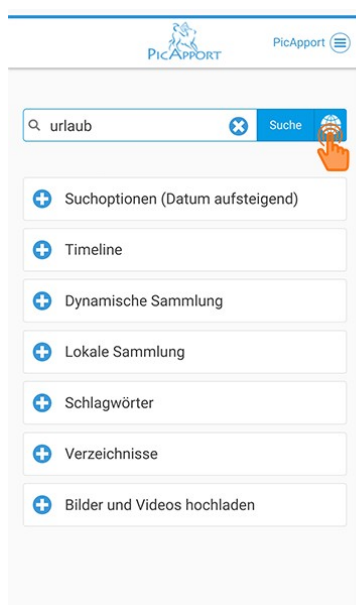 PicApport
PicApport
urlaub
Suche
Suchoptionen (Datum aufsteigend)
Timeline
Dynamische Sammlung
Lokale Sammlung
Schlagwörter
Verzeichnisse
Bilder und Videos hochladen